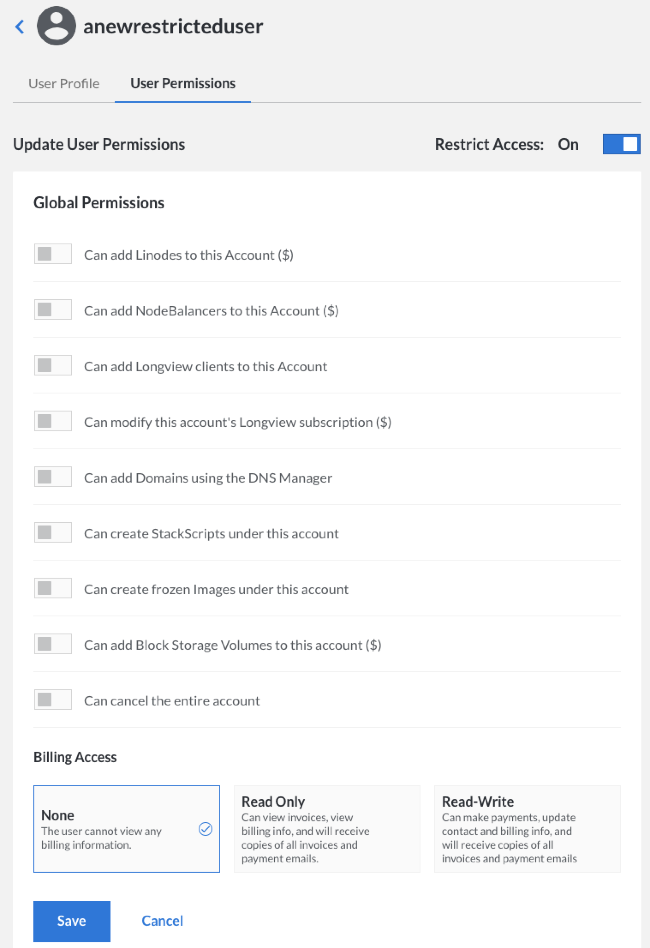 anewrestricteduser
User Profile
User Permissions
Update User Permissions
Restrict Access: On
Global Permissions
Can add Linodes to this Account ($)
Can add NodeBalancers to this Account ($)
Can add Longview clients to this Account
Can modify this account's Longview subscription ($)
Can add Domains using the DNS Manager
Can create StackScripts under this account
Can create frozen Images under this account
Can add Block Storage Volumes to this account ($)
Can cancel the entire account
Billing Access
None
The user cannot view any
billing information.
Read Only
Can view invoices, view
billing info, and will receive
copies of all invoices and
payment emails.
Read-Write
Can make payments, update
contact and billing info, and
will receive copies of all
invoices and payment emails
Save
Cancel